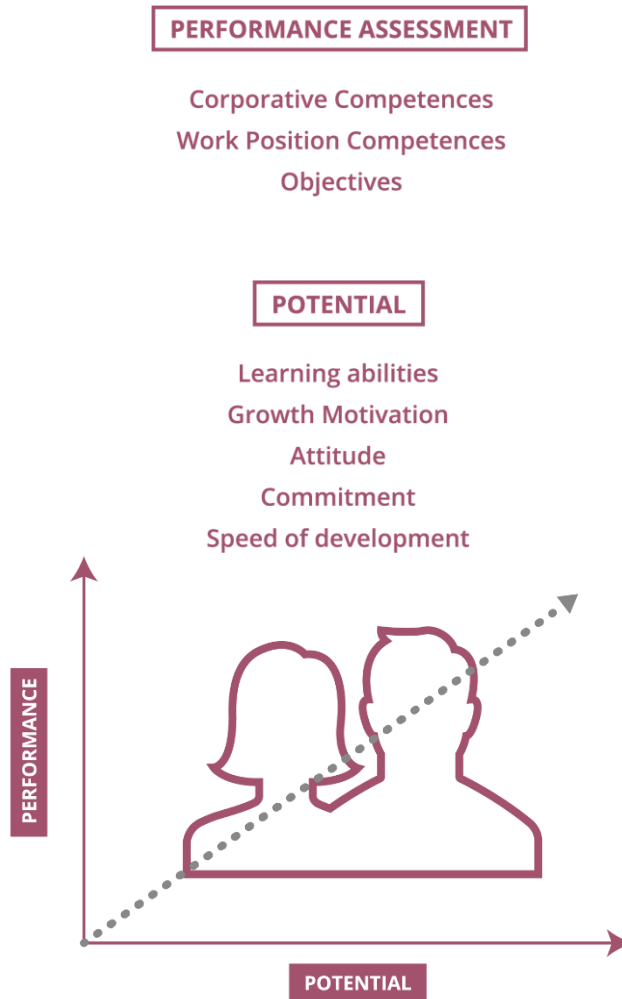 PERFORMANCE ASSESSMENT
Corporative Competences
Work Position Competences
Objectives
POTENTIAL
Learning abilities
Growth Motivation
Attitude
Commitment
Speed of development
PERFORMANCE
POTENTIAL